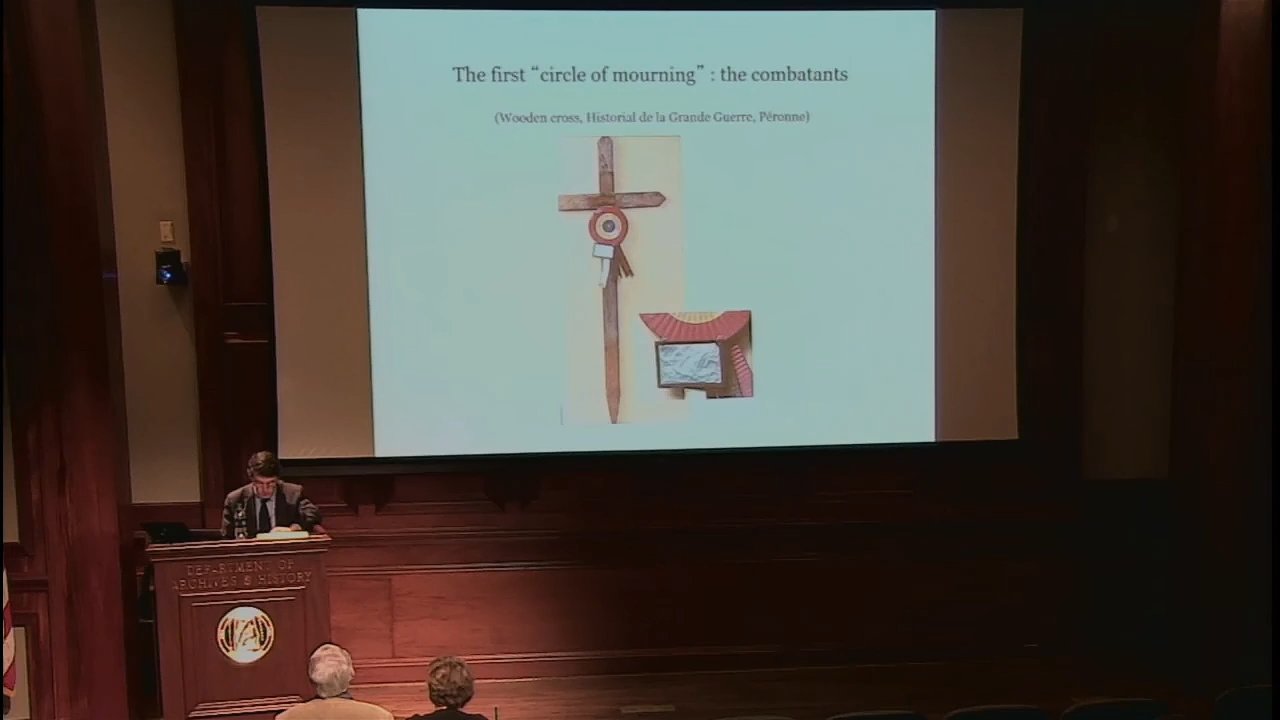 The first “circle of mourning” : the combatants
(Wooden cross, Historial de la Grande Guerre, Péronne)
DEPARTMENT OF
ARCHIVES & HISTORY